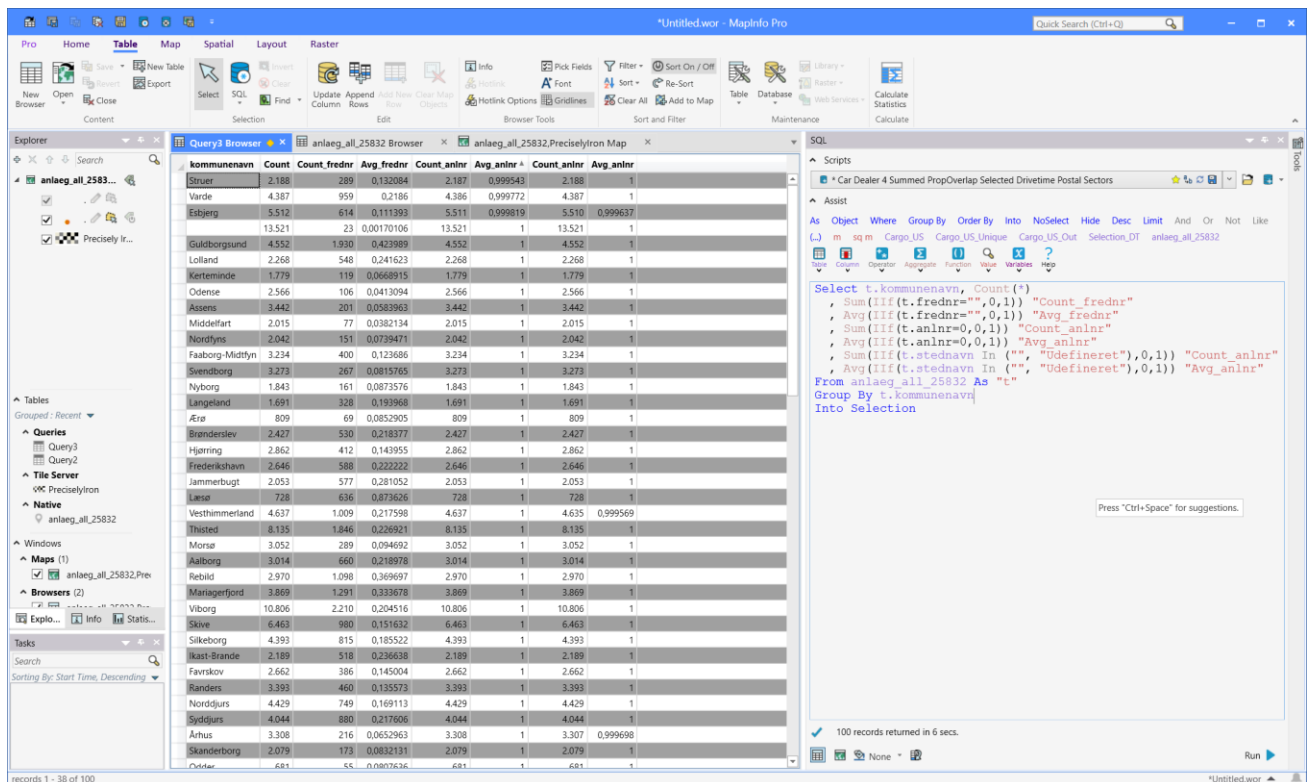 *Untitled.wor - MapInfo Pro
Quick Search (Ctrl+Q)
Pro Home Table Map Spatial Layout Raster
New Browser
Open
Save
Revert
Close
New Table
Export
Content
Select
SQL
Invert
Clear
Find
Selection
Update Column
Append Rows
Add New Row
Clear Map Objects
Edit
Info
Hotlink
Hotlink Options
Pick Fields
Font
Gridlines
Browser Tools
Filter
Sort
Clear All
Sort On / Off
Re-Sort
Add to Map
Sort and Filter
Table
Database
Library
Raster
Web Services
Maintenance
Calculate Statistics
Calculate
Explorer
Search
anlaeg_all_2583...
.
.
Precisely Ir...
Tables
Grouped : Recent
Queries
Query3
Query2
Tile Server
PreciselyIron
Native
anlaeg_all_25832
Windows
Maps (1)
anlaeg_all_25832,Prec
Browsers (2)
Explo... Info Statis...
Tasks
Search
Sorting By: Start Time, Descending
Query3 Browser
anlaeg_all_25832 Browser
anlaeg_all_25832,PreciselyIron Map
kommunenavn Count Count_frednr Avg_frednr Count_anlnr Avg_anlnr Count_anlnr Avg_anlnr
Struer 2.188 289 0,132084 2.187 0,999543 2.188 1
Varde 4.387 959 0,2186 4.386 0,999772 4.387 1
Esbjerg 5.512 614 0,111393 5.511 0,999819 5.510 0,999637
13.521 23 0,00170106 13.521 1 13.521 1
Guldborgsund 4.552 1.930 0,423989 4.552 1 4.552 1
Lolland 2.268 548 0,241623 2.268 1 2.268 1
Kerteminde 1.779 119 0,0668915 1.779 1 1.779 1
Odense 2.566 106 0,0413094 2.566 1 2.566 1
Assens 3.442 201 0,0583963 3.442 1 3.442 1
Middelfart 2.015 77 0,0382134 2.015 1 2.015 1
Nordfyns 2.042 151 0,0739471 2.042 1 2.042 1
Faaborg-Midtfyn 3.234 400 0,123686 3.234 1 3.234 1
Svendborg 3.273 267 0,0815765 3.273 1 3.273 1
Nyborg 1.843 161 0,0873576 1.843 1 1.843 1
Langeland 1.691 328 0,193968 1.691 1 1.691 1
Ærø 809 69 0,0852905 809 1 809 1
Brønderslev 2.427 530 0,218377 2.427 1 2.427 1
Hjørring 2.862 412 0,143955 2.862 1 2.862 1
Frederikshavn 2.646 588 0,222222 2.646 1 2.646 1
Jammerbugt 2.053 577 0,281052 2.053 1 2.053 1
Læsø 728 636 0,873626 728 1 728 1
Vesthimmerland 4.637 1.009 0,217598 4.637 1 4.635 0,999569
Thisted 8.135 1.846 0,226921 8.135 1 8.135 1
Morsø 3.052 289 0,094692 3.052 1 3.052 1
Aalborg 3.014 660 0,218978 3.014 1 3.014 1
Rebild 2.970 1.098 0,369697 2.970 1 2.970 1
Mariagerfjord 3.869 1.291 0,333678 3.869 1 3.869 1
Viborg 10.806 2.210 0,204516 10.806 1 10.806 1
Skive 6.463 980 0,151632 6.463 1 6.463 1
Silkeborg 4.393 815 0,185522 4.393 1 4.393 1
Ikast-Brande 2.189 518 0,236638 2.189 1 2.189 1
Favrskov 2.662 386 0,145004 2.662 1 2.662 1
Randers 3.393 460 0,135573 3.393 1 3.393 1
Norddjurs 4.429 749 0,169113 4.429 1 4.429 1
Syddjurs 4.044 880 0,217606 4.044 1 4.044 1
Århus 3.308 216 0,0652963 3.308 1 3.307 0,999698
Skanderborg 2.079 173 0,0832131 2.079 1 2.079 1
Odder 681 55 0,0807636 681 1 681 1
SQL
Scripts
* Car Dealer 4 Summed PropOverlap Selected Drivetime Postal Sectors
Assist
As Object Where Group By Order By Into NoSelect Hide Desc Limit And Or Not Like
(...) m sq m Cargo_US Cargo_US_Unique Cargo_US_Out Selection_DT anlaeg_all_25832
Table Column Operator Aggregate Function Value Variables Help
Select t.kommunenavn, Count(*)
, Sum(IIf(t.frednr="",0,1)) "Count_frednr"
, Avg(IIf(t.frednr="",0,1)) "Avg_frednr"
, Sum(IIf(t.anlnr=0,0,1)) "Count_anlnr"
, Avg(IIf(t.anlnr=0,0,1)) "Avg_anlnr"
, Sum(IIf(t.stednavn In ("", "Udefineret"),0,1)) "Count_anlnr"
, Avg(IIf(t.stednavn In ("", "Udefineret"),0,1)) "Avg_anlnr"
From anlaeg_all_25832 As "t"
Group By t.kommunenavn
Into Selection
Press "Ctrl+Space" for suggestions.
100 records returned in 6 secs.
None
Run
Tools
records 1 - 38 of 100
*Untitled.wor